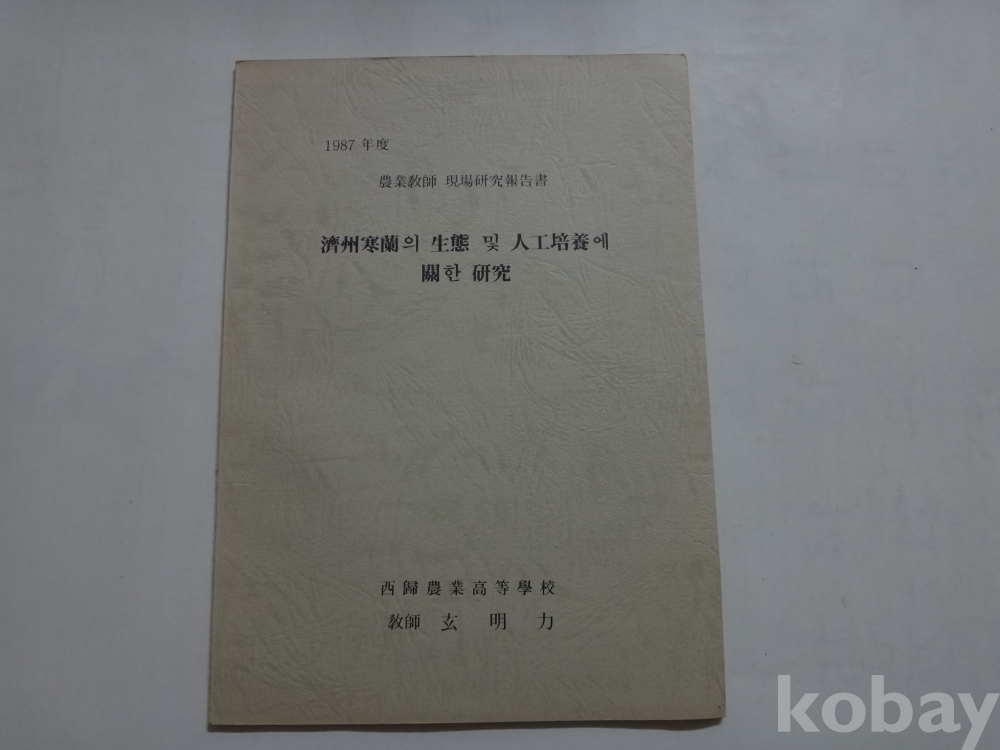 1987 年度
農業教師 現場研究報告書
濟州寒蘭의 生態 및 人工培養에
關한 研究
西歸農業高等學校
教師 玄明力
kobay